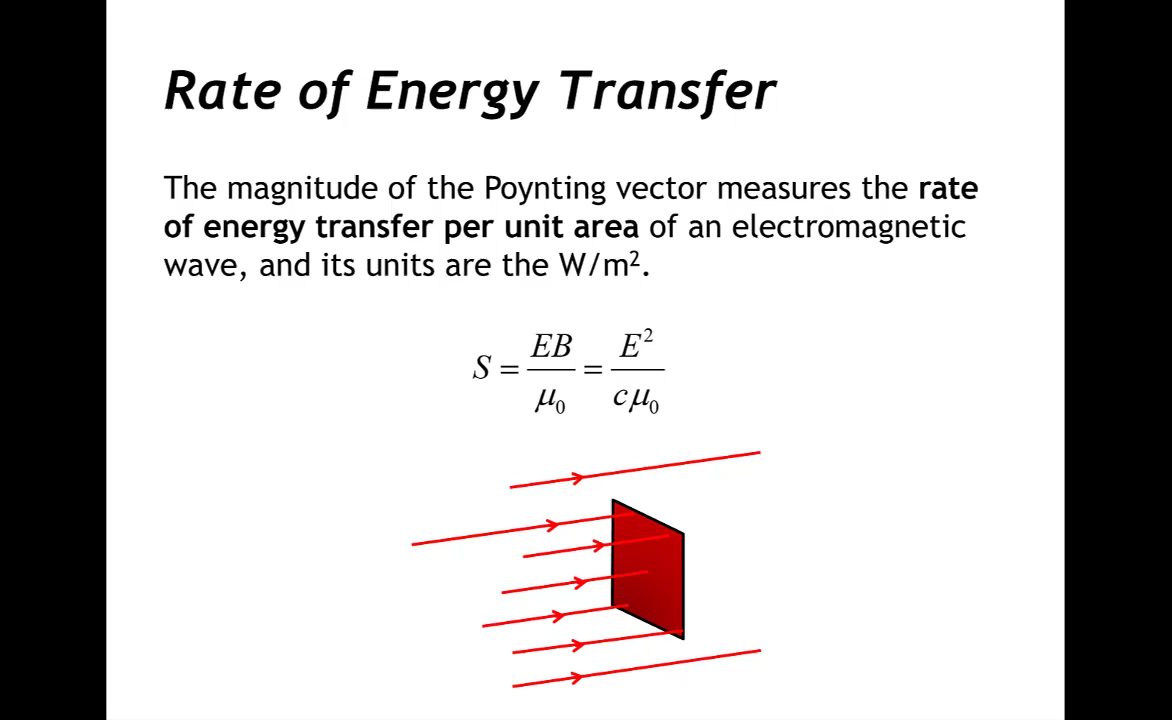 Rate of Energy Transfer
The magnitude of the Poynting vector measures the rate
of energy transfer per unit area of an electromagnetic
wave, and its units are the W/m².
S = EB/μ₀ = E²/cμ₀